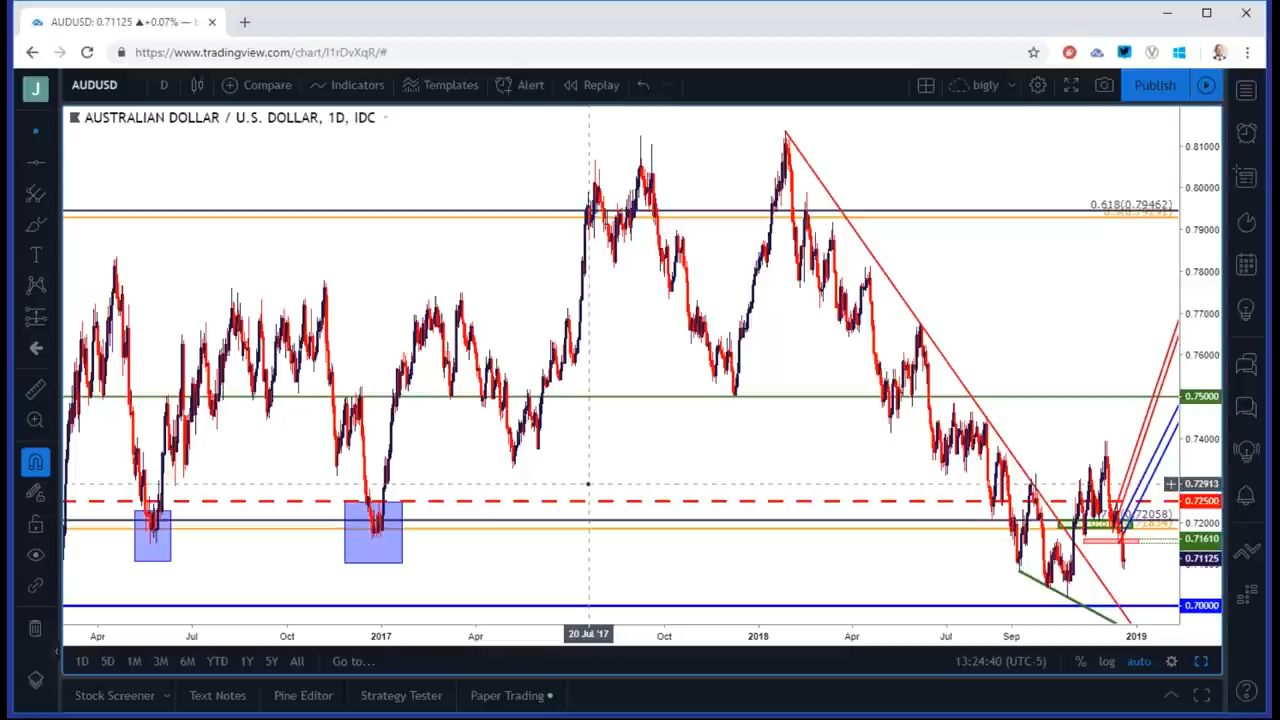 AUDUSD: 0.71125 ▲+0.07% —
https://www.tradingview.com/chart/l1rDvXqR/#
J
AUDUSD D Compare Indicators Templates Alert Replay bigly Publish
AUSTRALIAN DOLLAR / U.S. DOLLAR, 1D, IDC
0.81000
0.80000
0.618(0.79462)
0.79000
0.78000
0.77000
0.76000
0.75000
0.74000
0.72913
0.72500
0.72058)
0.72000
0.71610
0.71125
0.70000
Apr Jul Oct 2017 Apr 20 Jul '17 Oct 2018 Apr Jul Sep 2019
1D 5D 1M 3M 6M YTD 1Y 5Y All Go to... 13:24:40 (UTC-5) % log auto
Stock Screener Text Notes Pine Editor Strategy Tester Paper Trading